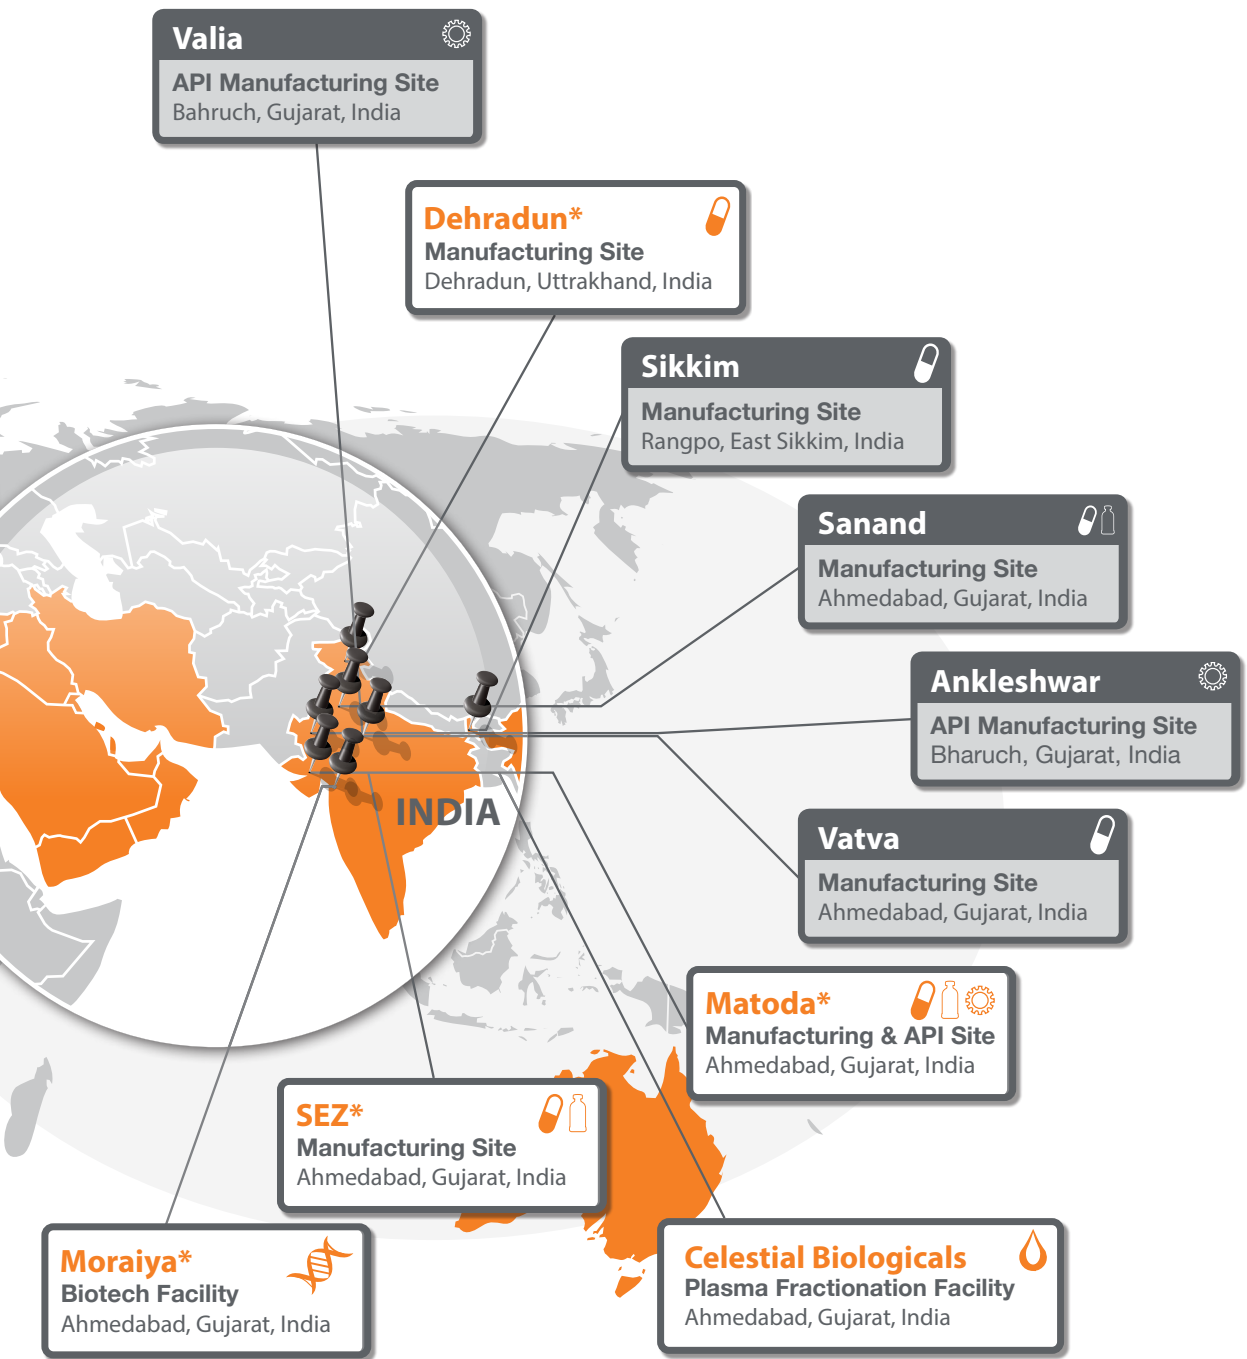 Valia
API Manufacturing Site
Bahruch, Gujarat, India
Dehradun*
Manufacturing Site
Dehradun, Uttrakhand, India
Sikkim
Manufacturing Site
Rangpo, East Sikkim, India
Sanand
Manufacturing Site
Ahmedabad, Gujarat, India
Ankleshwar
API Manufacturing Site
Bharuch, Gujarat, India
INDIA
Vatva
Manufacturing Site
Ahmedabad, Gujarat, India
Matoda*
Manufacturing & API Site
Ahmedabad, Gujarat, India
SEZ*
Manufacturing Site
Ahmedabad, Gujarat, India
Moraiya*
Biotech Facility
Ahmedabad, Gujarat, India
Celestial Biologicals
Plasma Fractionation Facility
Ahmedabad, Gujarat, India